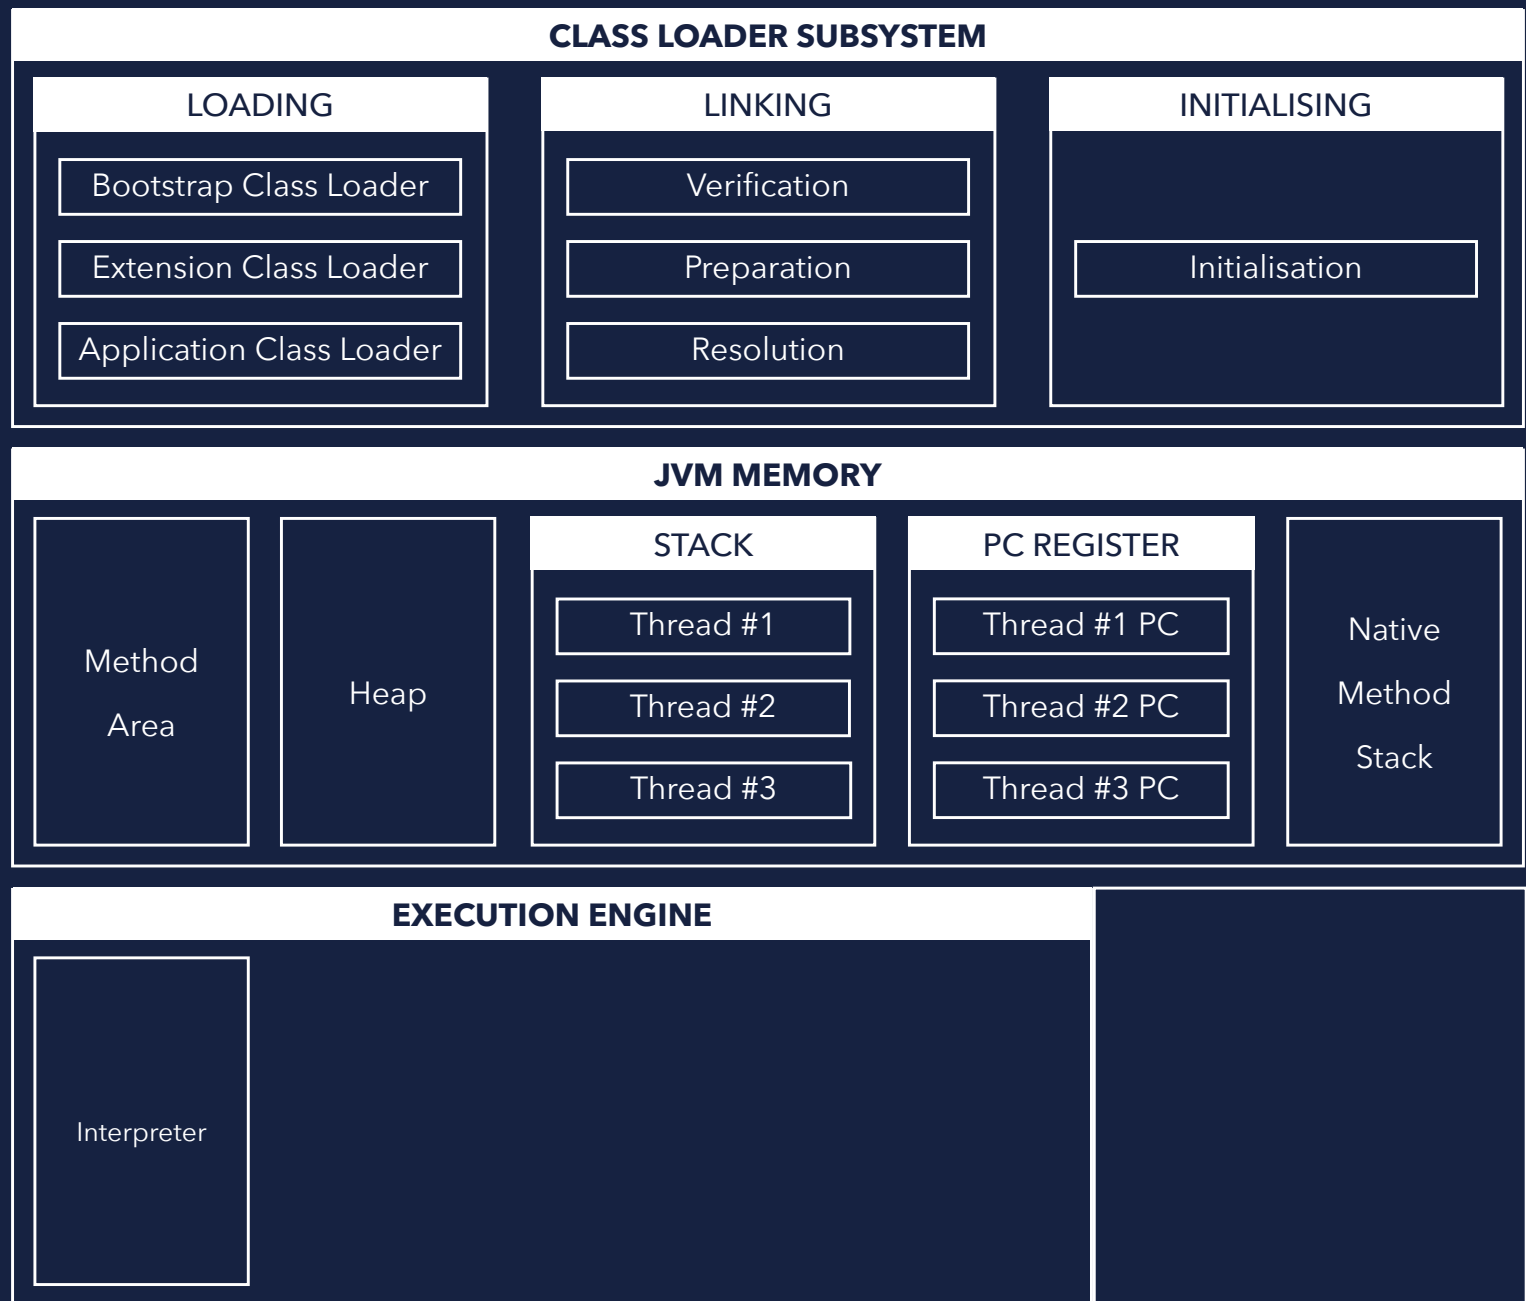 CLASS LOADER SUBSYSTEM
LOADING
Bootstrap Class Loader
Extension Class Loader
Application Class Loader
LINKING
Verification
Preparation
Resolution
INITIALISING
Initialisation
JVM MEMORY
Method
Area
Heap
STACK
Thread #1
Thread #2
Thread #3
PC REGISTER
Thread #1 PC
Thread #2 PC
Thread #3 PC
Native
Method
Stack
EXECUTION ENGINE
Interpreter